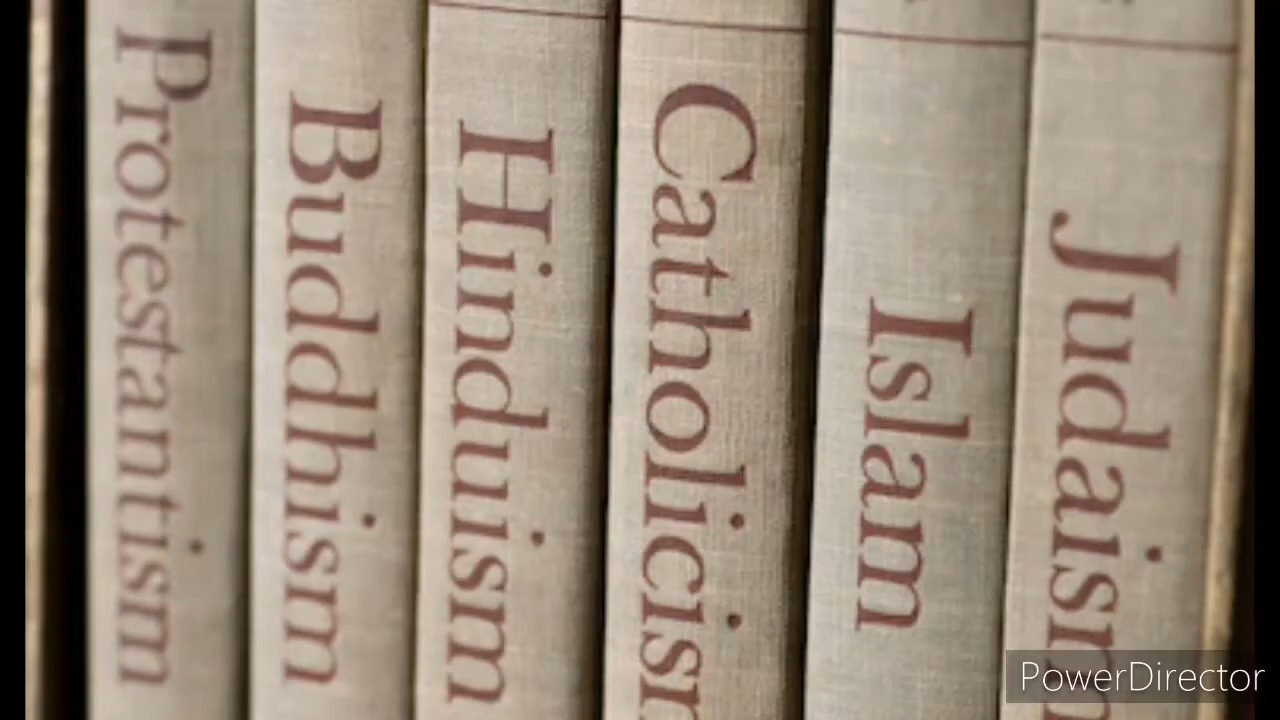 Protestantism
Buddhism
Hinduism
Catholicism
Islam
Judaism
PowerDirector